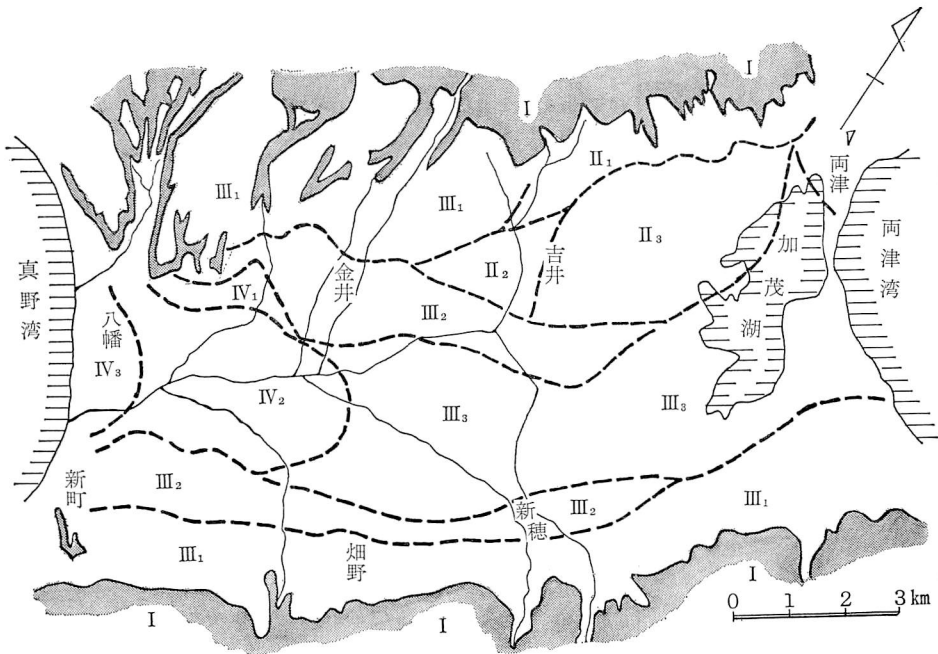 I
I
両津
III₁
II₁
III₁
II₃
加茂湖
両津湾
真野湾
金井
II₂
吉井
IV₁
八幡
III₂
IV₃
IV₂
III₃
III₃
新町
III₂
III₂
新穂
III₁
III₁
畑野
I
I
I
0 1 2 3 km